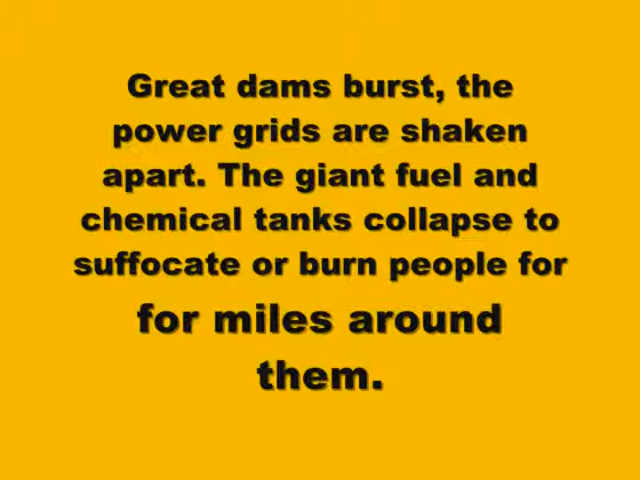 Great dams burst, the
power grids are shaken
apart. The giant fuel and
chemical tanks collapse to
suffocate or burn people for
for miles around
them.